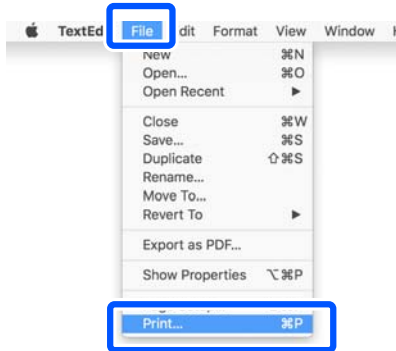 TextEd File dit Format View Window
New ⌘N
Open... ⌘O
Open Recent ▶
Close ⌘W
Save... ⌘S
Duplicate ⇧⌘S
Rename...
Move To...
Revert To ▶
Export as PDF...
Show Properties ⌥⌘P
Print... ⌘P